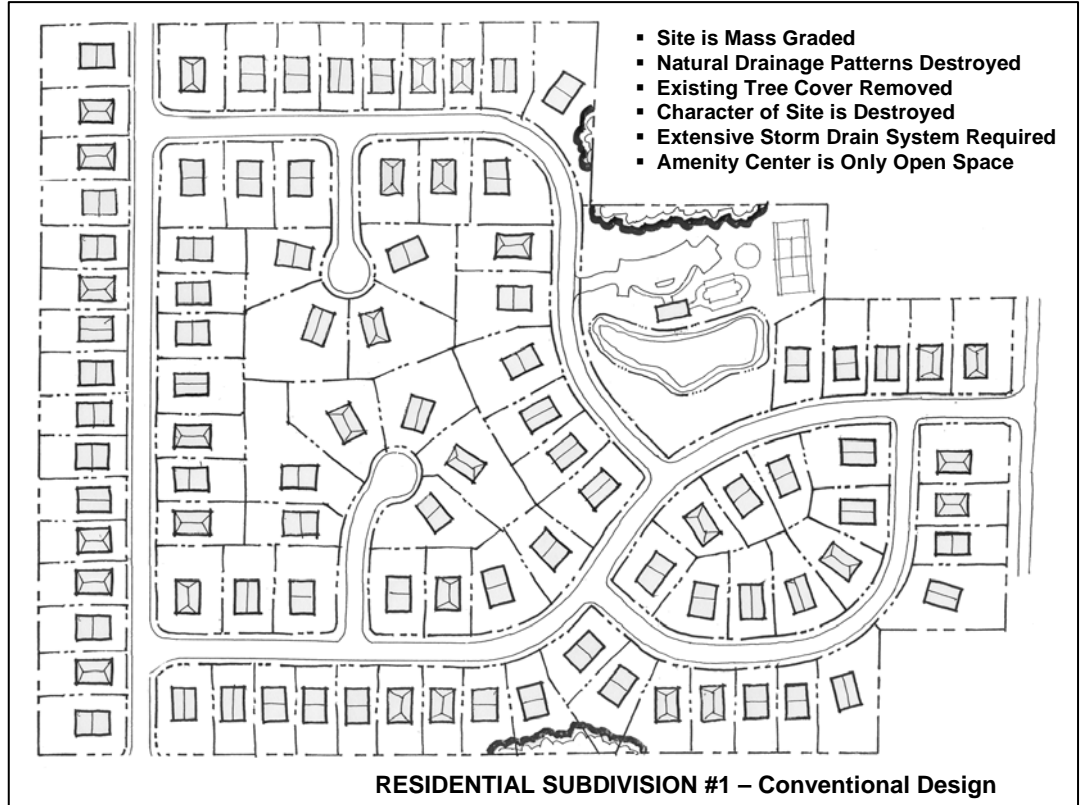 ▪ Site is Mass Graded
▪ Natural Drainage Patterns Destroyed
▪ Existing Tree Cover Removed
▪ Character of Site is Destroyed
▪ Extensive Storm Drain System Required
▪ Amenity Center is Only Open Space
RESIDENTIAL SUBDIVISION #1 – Conventional Design